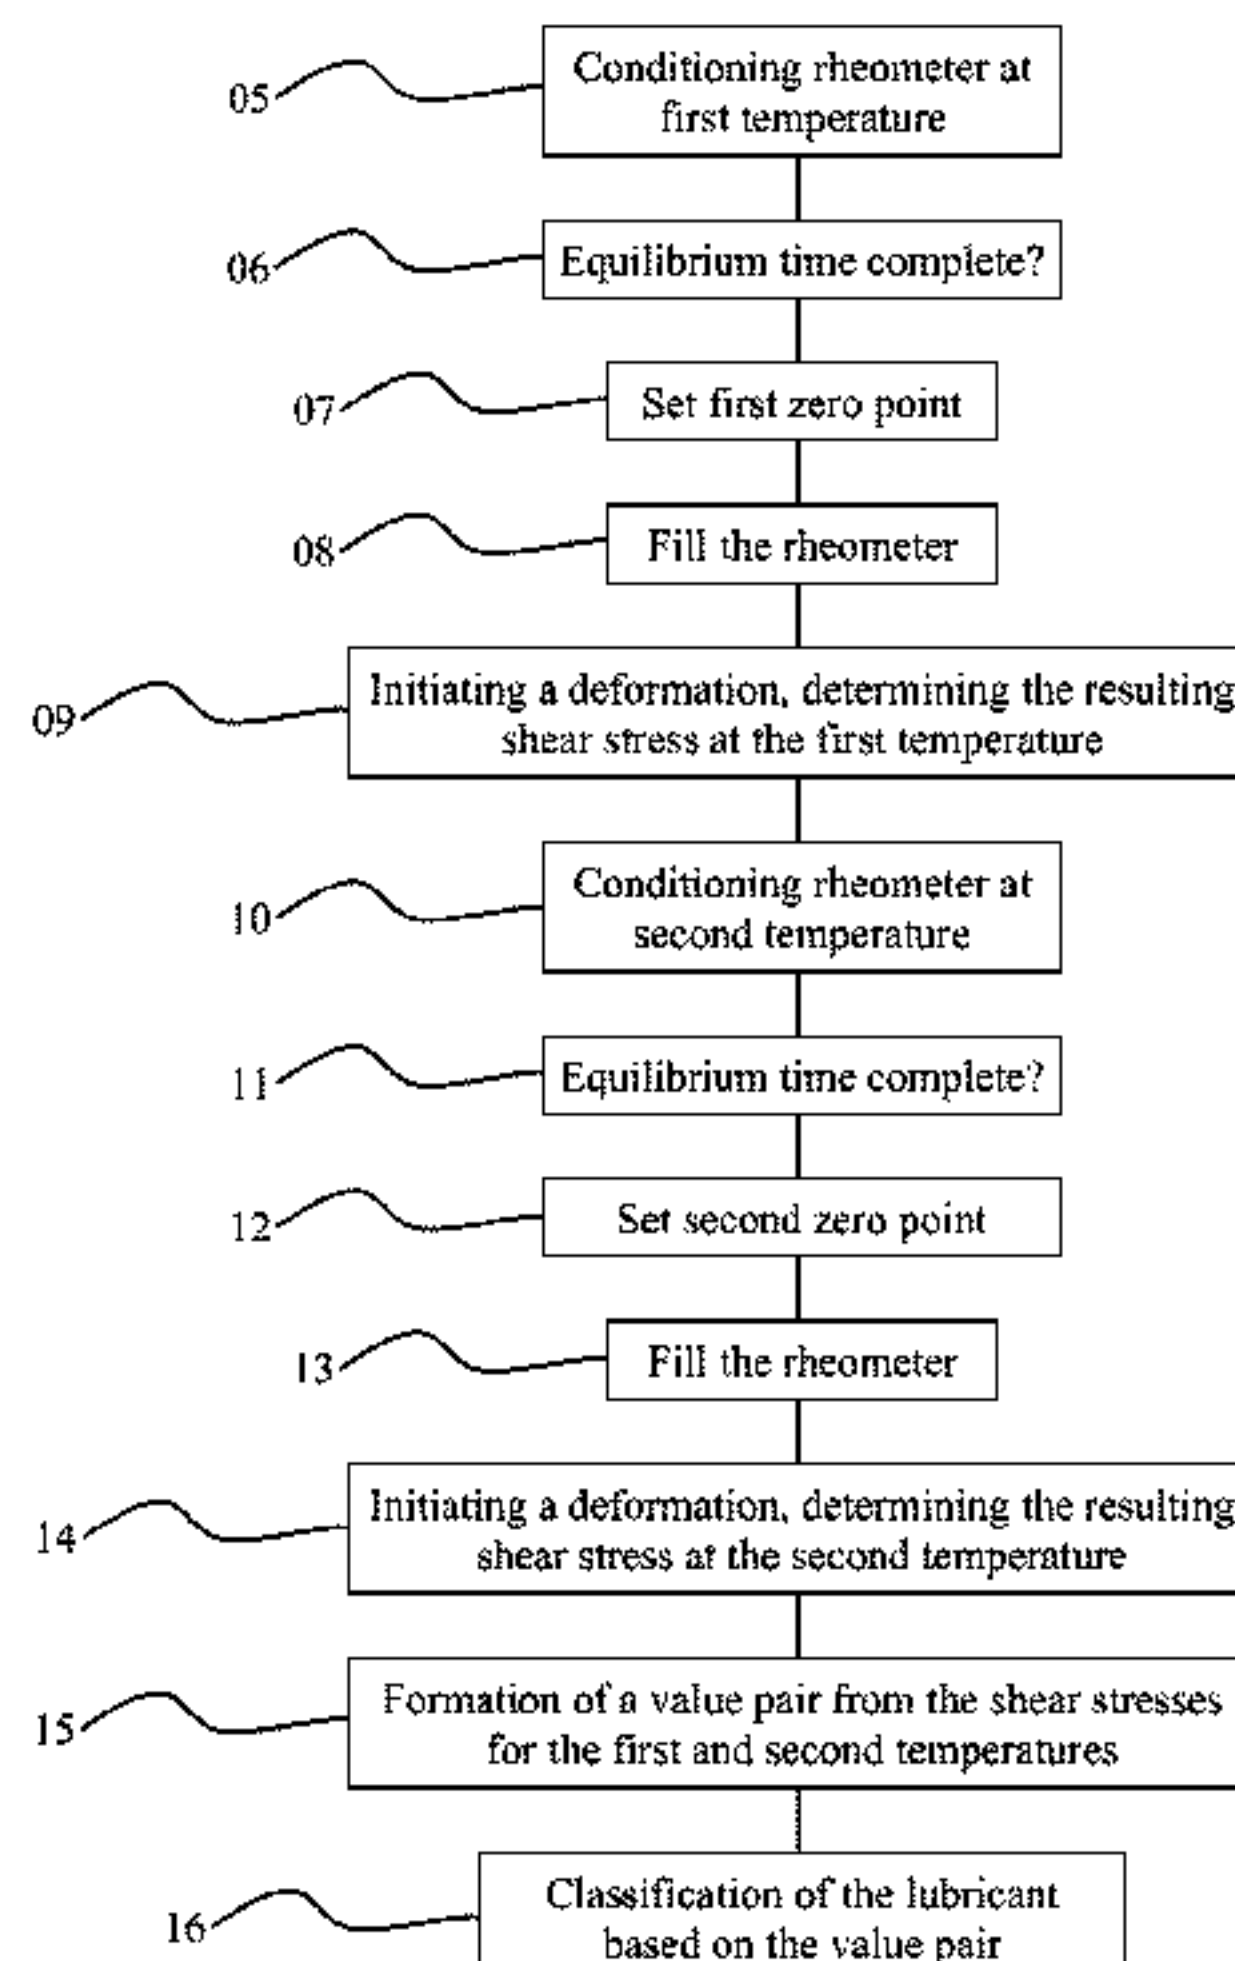 Conditioning rheometer at
05
first temperature
06
Equilibrium time complete?
07
Set first zero point
08
Fill the rheometer
Initiating a deformation, determining the resulting
09
shear stress at the first temperature
Conditioning rheometer at
10
second temperature
11
Equilibrium time complete?
12
Set second zero point
13
Fill the rheometer
Initiating a deformation, determining the resulting
14
shear stress at the second temperature
Formation of a value pair from the shear stresses
15
for the first and second temperatures
Classification of the lubricant
16
based on the value pair